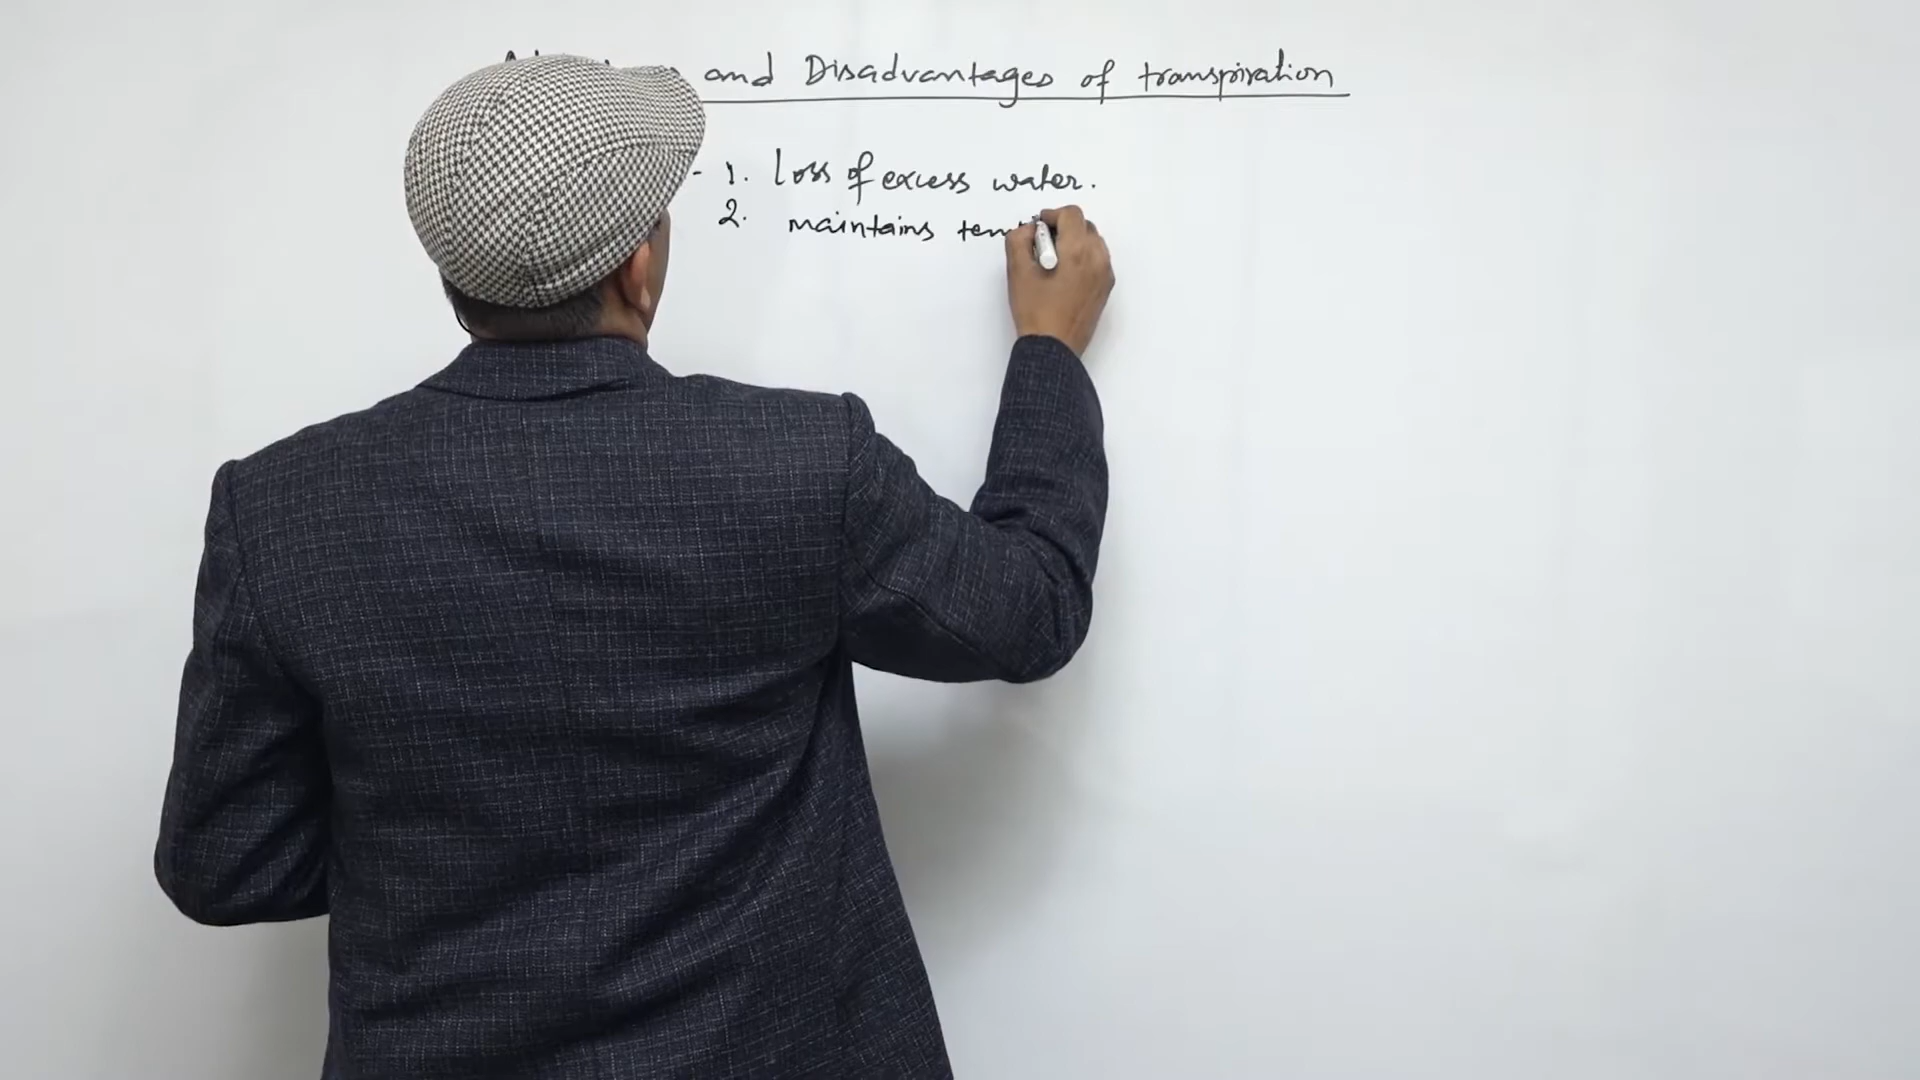 and Disadvantages of transpiration
- 1. Loss of excess water.
2. maintains